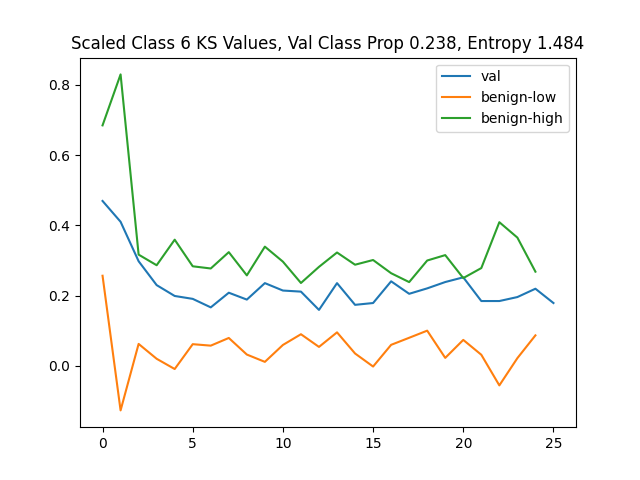 Scaled Class 6 KS Values, Val Class Prop 0.238, Entropy 1.484
val
benign-low
benign-high
0.8
0.6
0.4
0.2
0.0
0 5 10 15 20 25